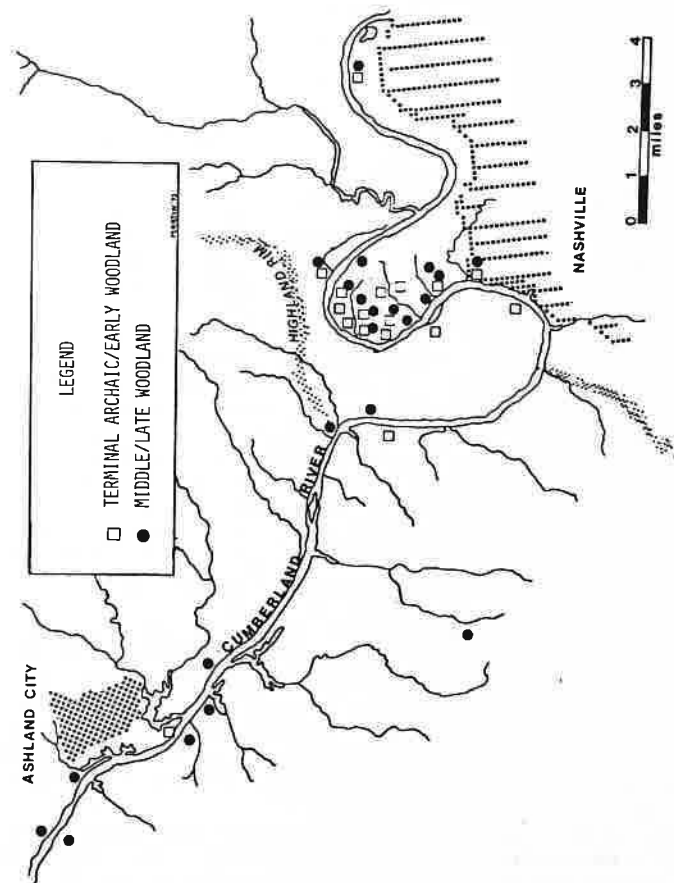 LEGEND
TERMINAL ARCHAIC/EARLY WOODLAND
MIDDLE/LATE WOODLAND
ASHLAND CITY
CUMBERLAND RIVER
HIGHLAND RIM
NASHVILLE
0 1 2 3 4
miles